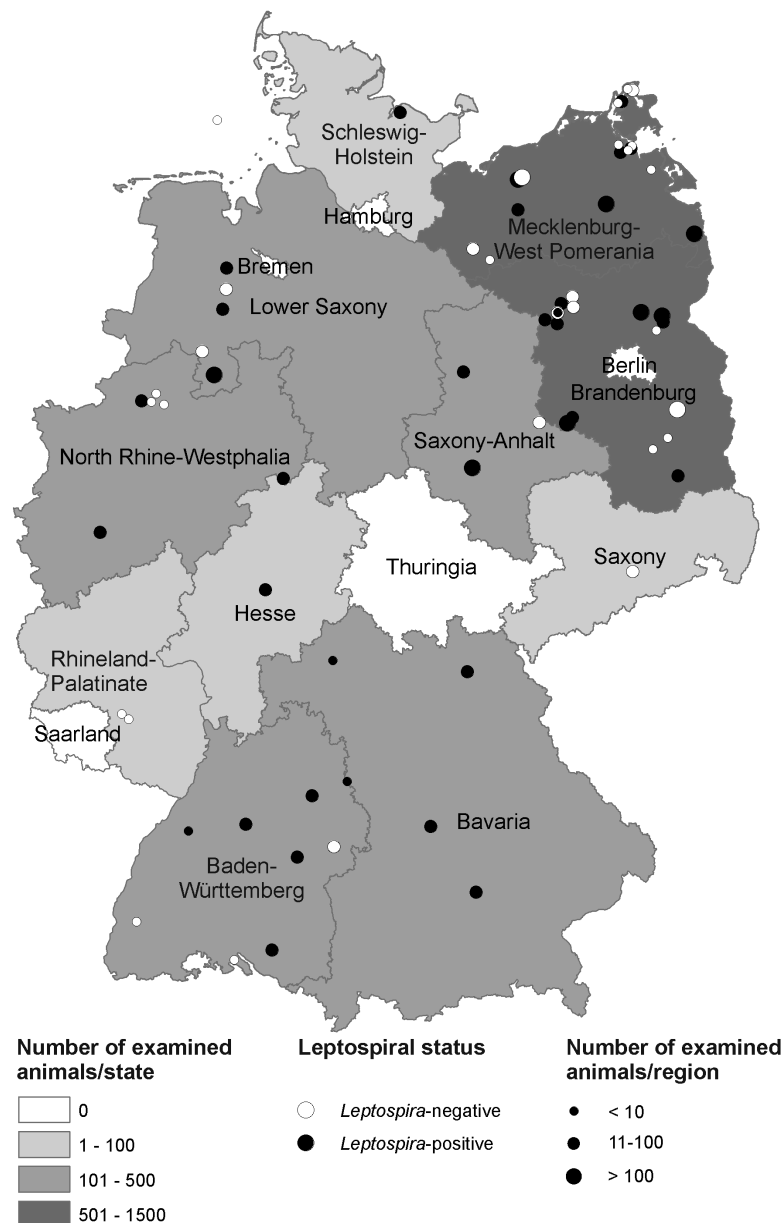 Schleswig-
Holstein
Hamburg
Mecklenburg-
West Pomerania
Bremen
Lower Saxony
Berlin
Brandenburg
Saxony-Anhalt
North Rhine-Westphalia
Saxony
Thuringia
Hesse
Rhineland-
Palatinate
Saarland
Bavaria
Baden-
Württemberg
Number of examined
animals/state
0
1 - 100
101 - 500
501 - 1500
Leptospiral status
Leptospira-negative
Leptospira-positive
Number of examined
animals/region
< 10
11-100
> 100